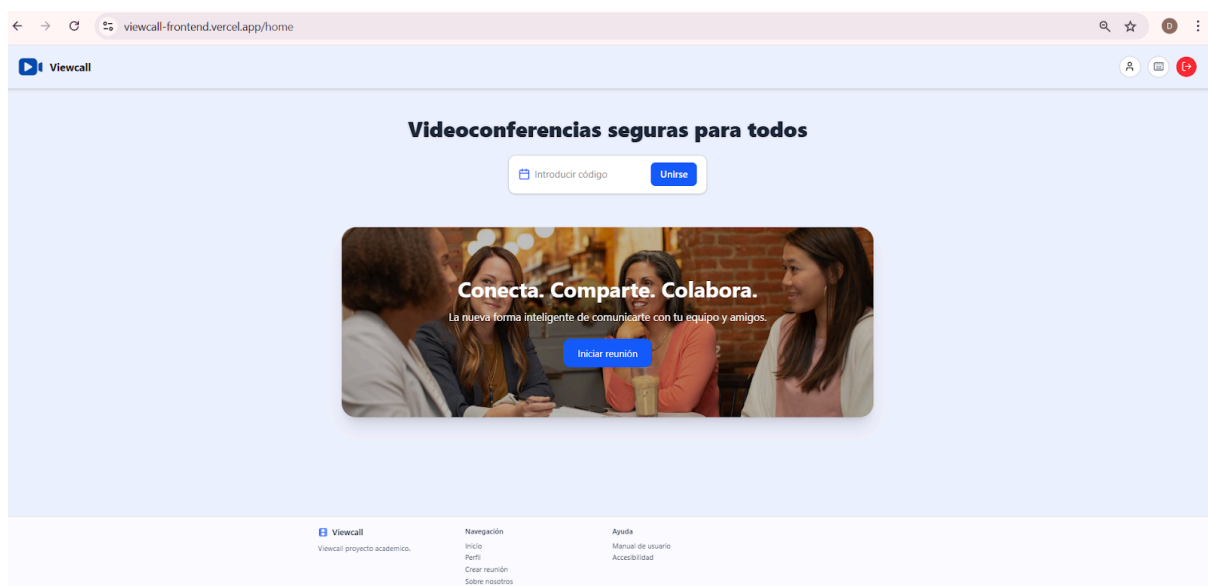 viewcall-frontend.vercel.app/home
D
Viewcall
Videoconferencias seguras para todos
Introducir código
Unirse
Conecta. Comparte. Colabora.
La nueva forma inteligente de comunicarte con tu equipo y amigos.
Iniciar reunión
Viewcall
Viewcall proyecto academico.
Navegación
Inicio
Perfil
Crear reunión
Sobre nosotros
Ayuda
Manual de usuario
Accesibilidad